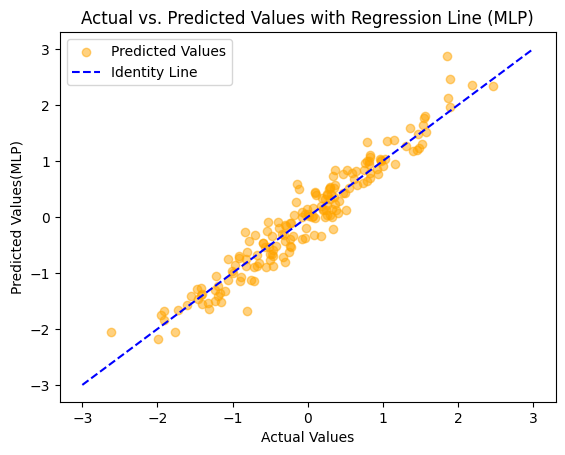 Actual vs. Predicted Values with Regression Line (MLP)
Predicted Values
Identity Line
Predicted Values(MLP)
3
2
1
0
−1
−2
−3
−3 −2 −1 0 1 2 3
Actual Values